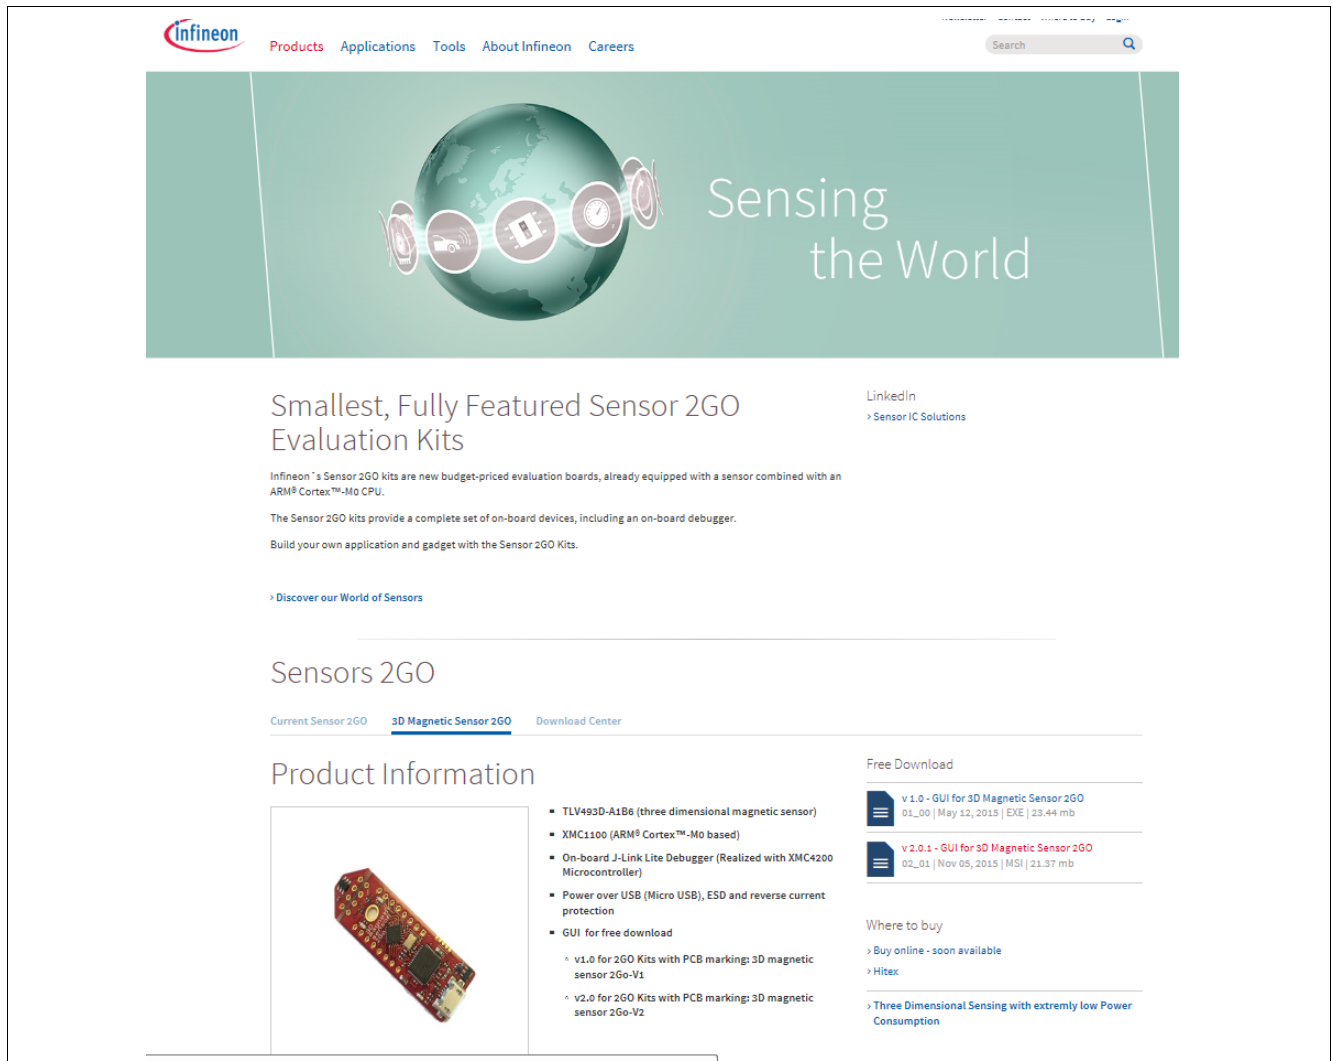 Newsletter Contact Where to Buy Login
infineon
Products Applications Tools About Infineon Careers
Search
Sensing
the World
Smallest, Fully Featured Sensor 2GO
Evaluation Kits
LinkedIn
> Sensor IC Solutions
Infineon´s Sensor 2GO kits are new budget-priced evaluation boards, already equipped with a sensor combined with an
ARM® Cortex™-M0 CPU.
The Sensor 2GO kits provide a complete set of on-board devices, including an on-board debugger.
Build your own application and gadget with the Sensor 2GO Kits.
> Discover our World of Sensors
Sensors 2GO
Current Sensor 2GO 3D Magnetic Sensor 2GO Download Center
Product Information
▪ TLV493D-A1B6 (three dimensional magnetic sensor)
▪ XMC1100 (ARM® Cortex™-M0 based)
▪ On-board J-Link Lite Debugger (Realized with XMC4200
Microcontroller)
▪ Power over USB (Micro USB), ESD and reverse current
protection
▪ GUI for free download
◦ v1.0 for 2GO Kits with PCB marking: 3D magnetic
sensor 2Go-V1
◦ v2.0 for 2GO Kits with PCB marking: 3D magnetic
sensor 2Go-V2
Free Download
v 1.0 - GUI for 3D Magnetic Sensor 2GO
01_00 | May 12, 2015 | EXE | 23.44 mb
v 2.0.1 - GUI for 3D Magnetic Sensor 2GO
02_01 | Nov 05, 2015 | MSI | 21.37 mb
Where to buy
> Buy online - soon available
> Hitex
> Three Dimensional Sensing with extremly low Power
Consumption